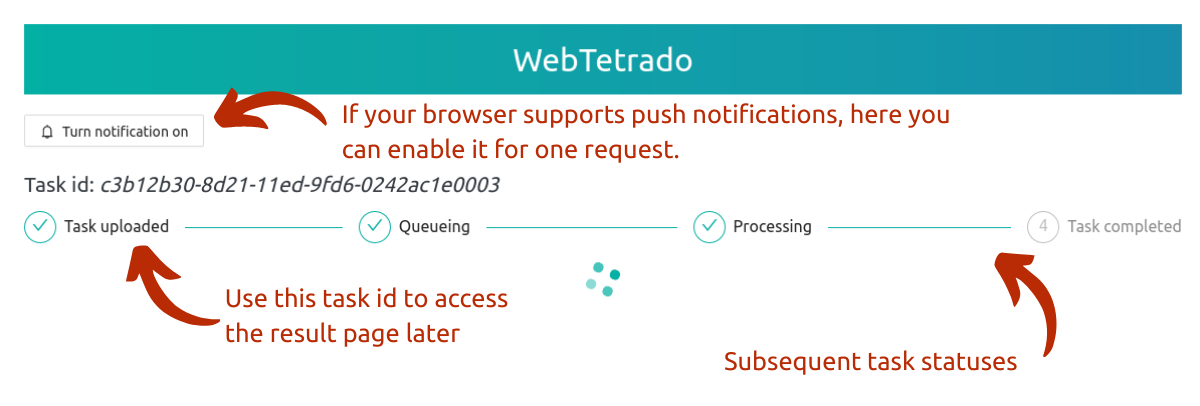 WebTetrado
Turn notification on
If your browser supports push notifications, here you
can enable it for one request.
Task id: c3b12b30-8d21-11ed-9fd6-0242ac1e0003
Task uploaded
Queueing
Processing
4 Task completed
Use this task id to access
the result page later
Subsequent task statuses